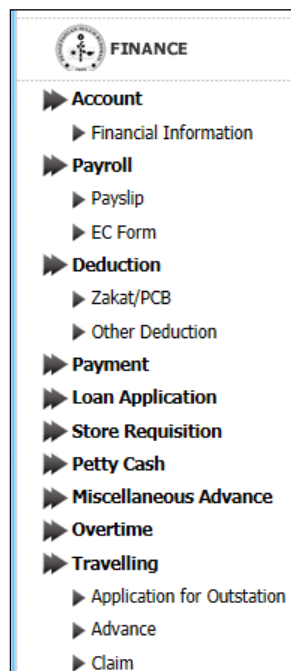 FINANCE
Account
Financial Information
Payroll
Payslip
EC Form
Deduction
Zakat/PCB
Other Deduction
Payment
Loan Application
Store Requisition
Petty Cash
Miscellaneous Advance
Overtime
Travelling
Application for Outstation
Advance
Claim